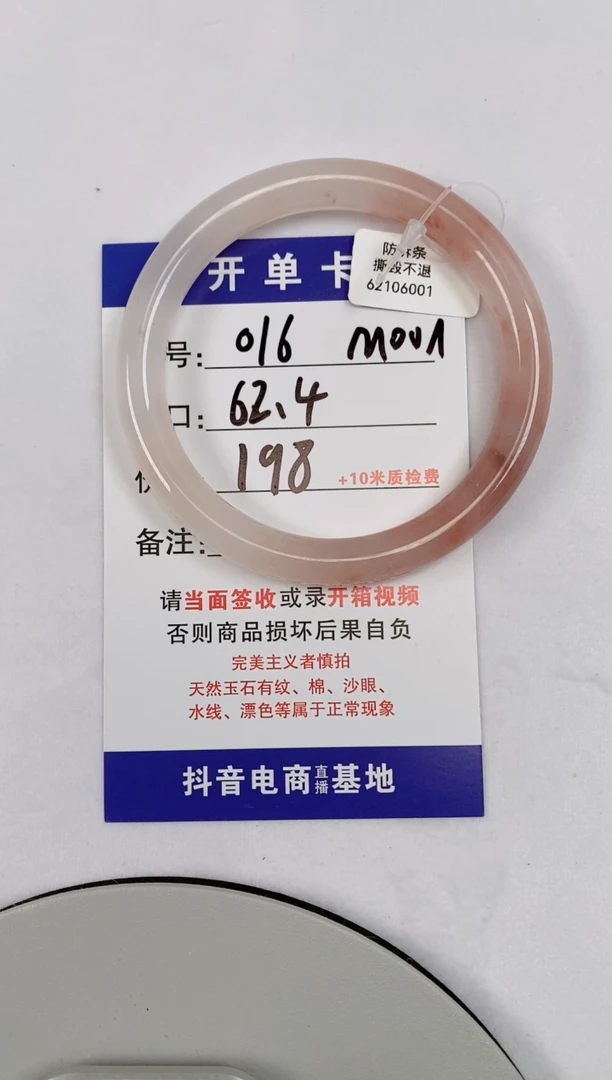 开单卡
防拆条
撕毁不退
62106001
号: 016 M001
口: 62.4
198 +10米质检费
备注:
请当面签收或录开箱视频
否则商品损坏后果自负
完美主义者慎拍
天然玉石有纹、棉、沙眼、
水线、漂色等属于正常现象
抖音电商直播基地